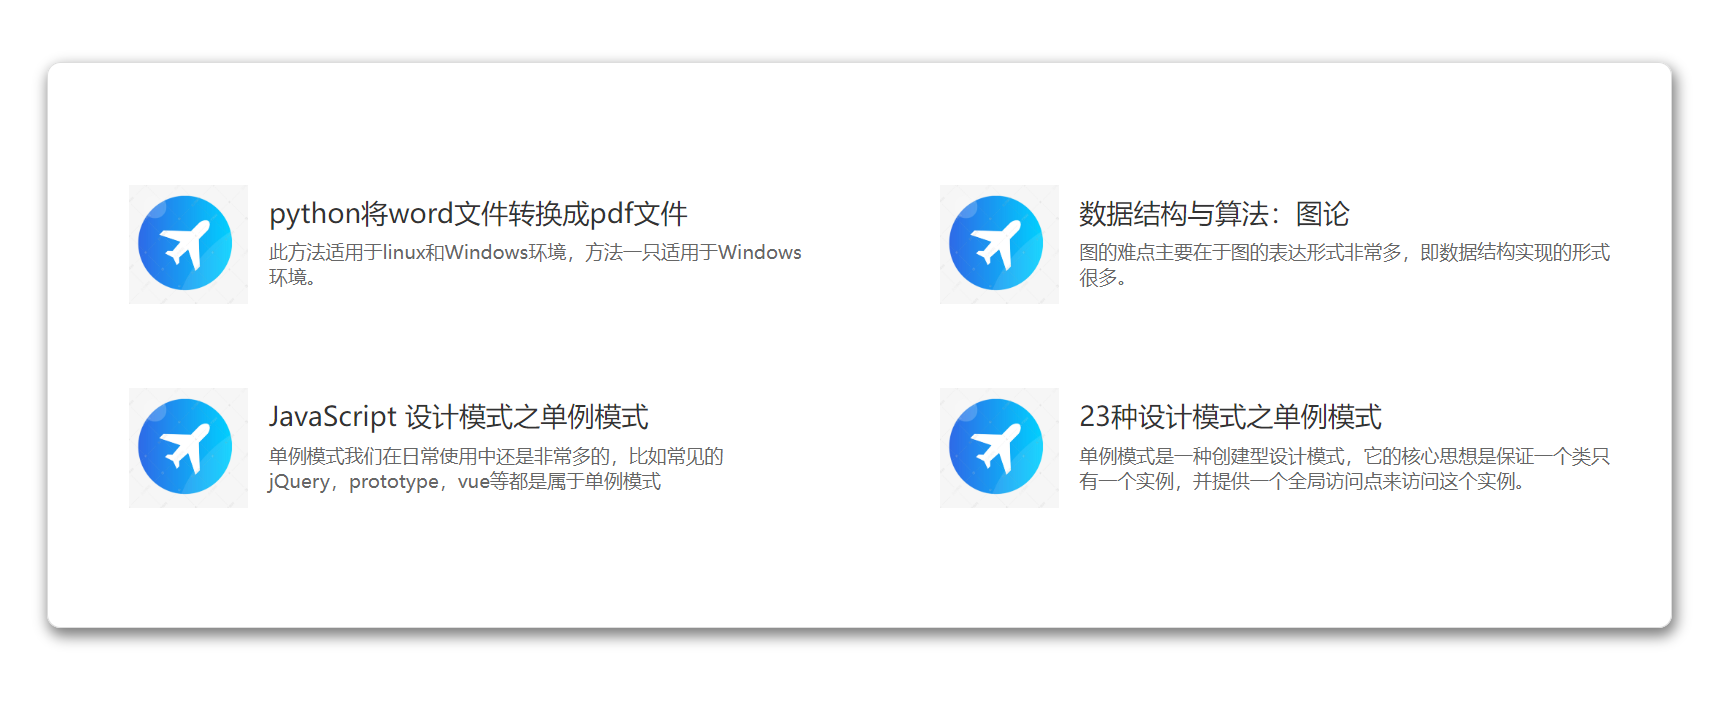 python将word文件转换成pdf文件
此方法适用于linux和Windows环境，方法一只适用于Windows
环境。
数据结构与算法：图论
图的难点主要在于图的表达形式非常多，即数据结构实现的形式
很多。
JavaScript 设计模式之单例模式
单例模式我们在日常使用中还是非常多的，比如常见的
jQuery，prototype，vue等都是属于单例模式
23种设计模式之单例模式
单例模式是一种创建型设计模式，它的核心思想是保证一个类只
有一个实例，并提供一个全局访问点来访问这个实例。